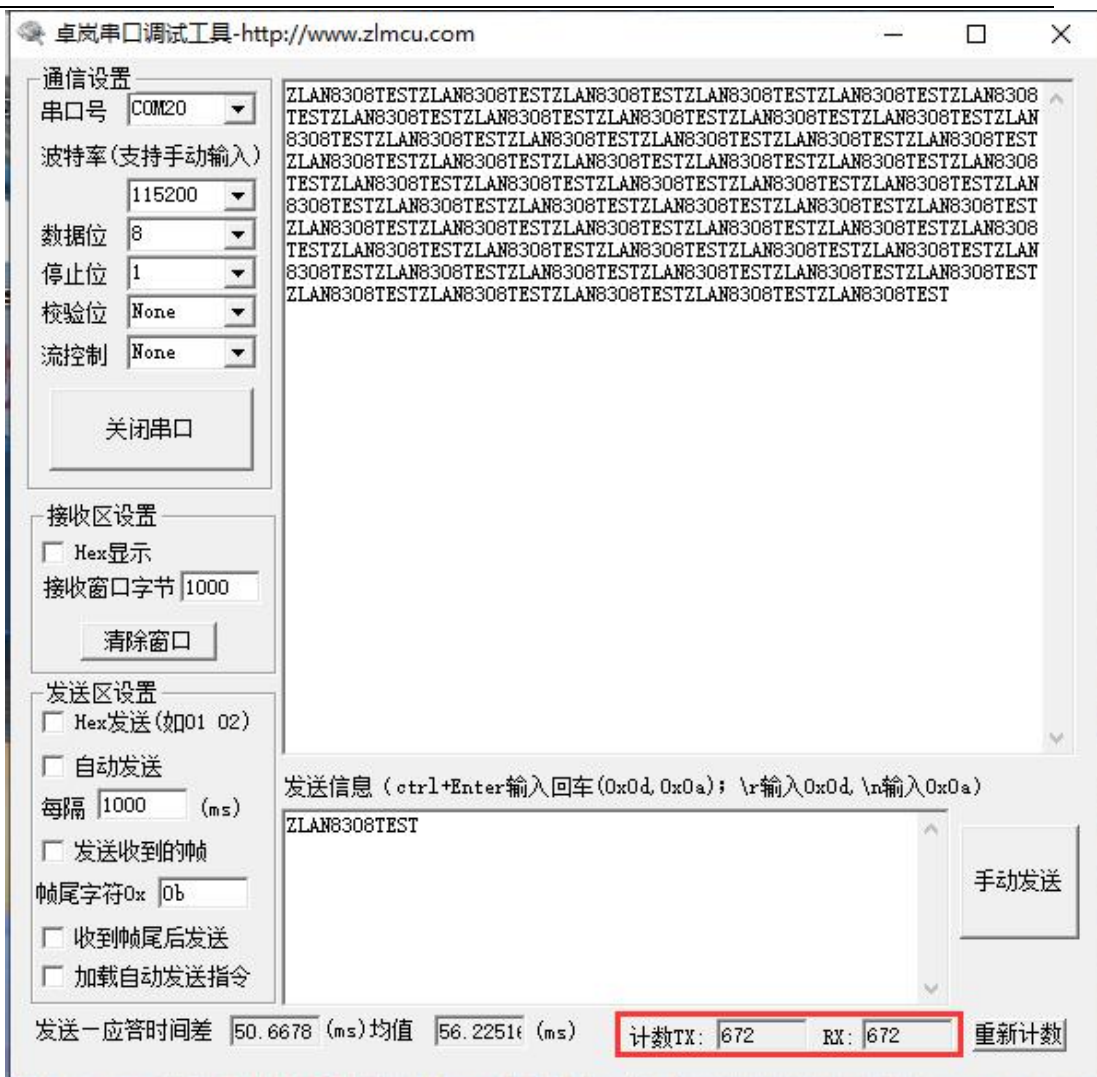 卓岚串口调试工具-http://www.zlmcu.com
通信设置
串口号 COM20
波特率(支持手动输入)
115200
数据位 8
停止位 1
校验位 None
流控制 None
关闭串口
接收区设置
Hex显示
接收窗口字节 1000
清除窗口
发送区设置
Hex发送(如01 02)
自动发送
每隔 1000 (ms)
发送收到的帧
帧尾字符0x 0b
收到帧尾后发送
加载自动发送指令
ZLAN8308TESTZLAN8308TESTZLAN8308TESTZLAN8308TESTZLAN8308TESTZLAN8308
TESTZLAN8308TESTZLAN8308TESTZLAN8308TESTZLAN8308TESTZLAN8308TESTZLAN
8308TESTZLAN8308TESTZLAN8308TESTZLAN8308TESTZLAN8308TESTZLAN8308TEST
ZLAN8308TESTZLAN8308TESTZLAN8308TESTZLAN8308TESTZLAN8308TESTZLAN8308
TESTZLAN8308TESTZLAN8308TESTZLAN8308TESTZLAN8308TESTZLAN8308TESTZLAN
8308TESTZLAN8308TESTZLAN8308TESTZLAN8308TESTZLAN8308TESTZLAN8308TEST
ZLAN8308TESTZLAN8308TESTZLAN8308TESTZLAN8308TESTZLAN8308TESTZLAN8308
TESTZLAN8308TESTZLAN8308TESTZLAN8308TESTZLAN8308TESTZLAN8308TESTZLAN
8308TESTZLAN8308TESTZLAN8308TESTZLAN8308TESTZLAN8308TESTZLAN8308TEST
ZLAN8308TESTZLAN8308TESTZLAN8308TESTZLAN8308TESTZLAN8308TEST
发送信息（ctrl+Enter输入回车(0x0d,0x0a); \r输入0x0d,\n输入0x0a）
ZLAN8308TEST
手动发送
发送一应答时间差 50.6678 (ms)均值 56.2251 (ms) 计数TX: 672 RX: 672 重新计数